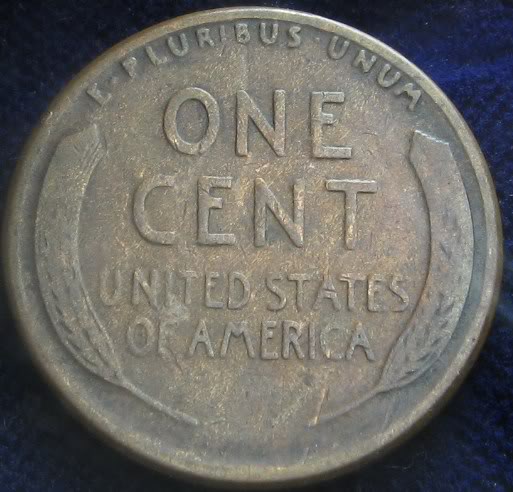 E·PLURIBUS·UNUM
ONE
CENT
UNITED STATES
OF AMERICA